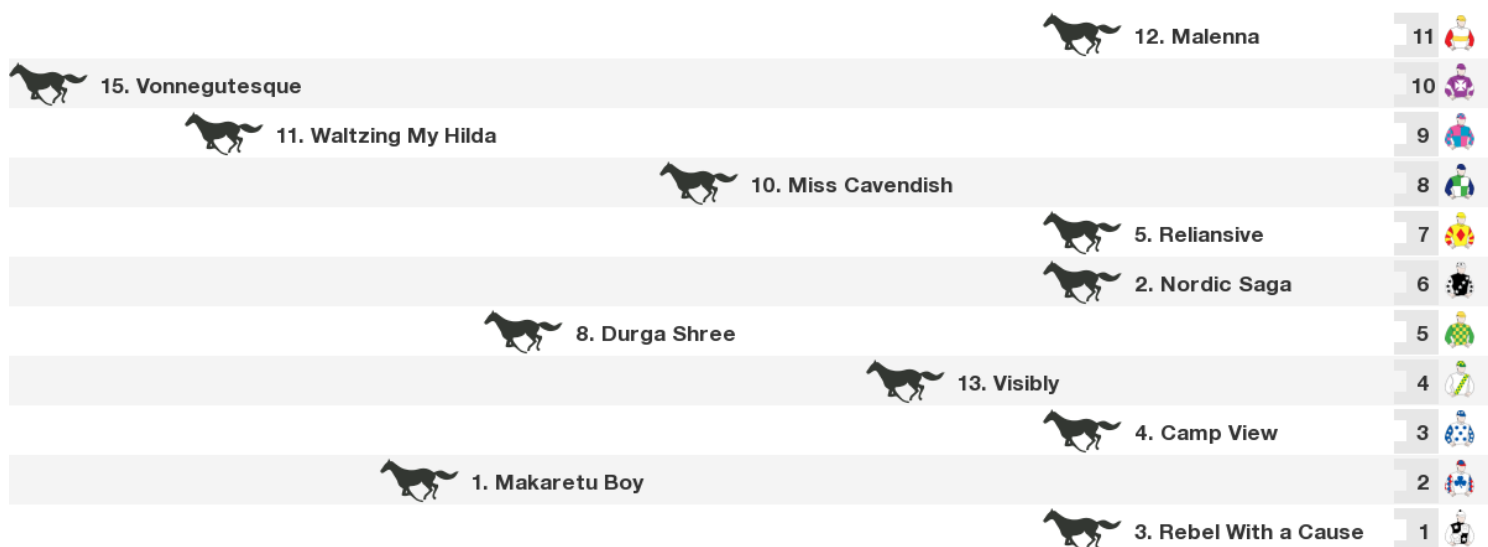 12. Malenna 11
15. Vonnegutesque 10
11. Waltzing My Hilda 9
10. Miss Cavendish 8
5. Reliansive 7
2. Nordic Saga 6
8. Durga Shree 5
13. Visibly 4
4. Camp View 3
1. Makaretu Boy 2
3. Rebel With a Cause 1